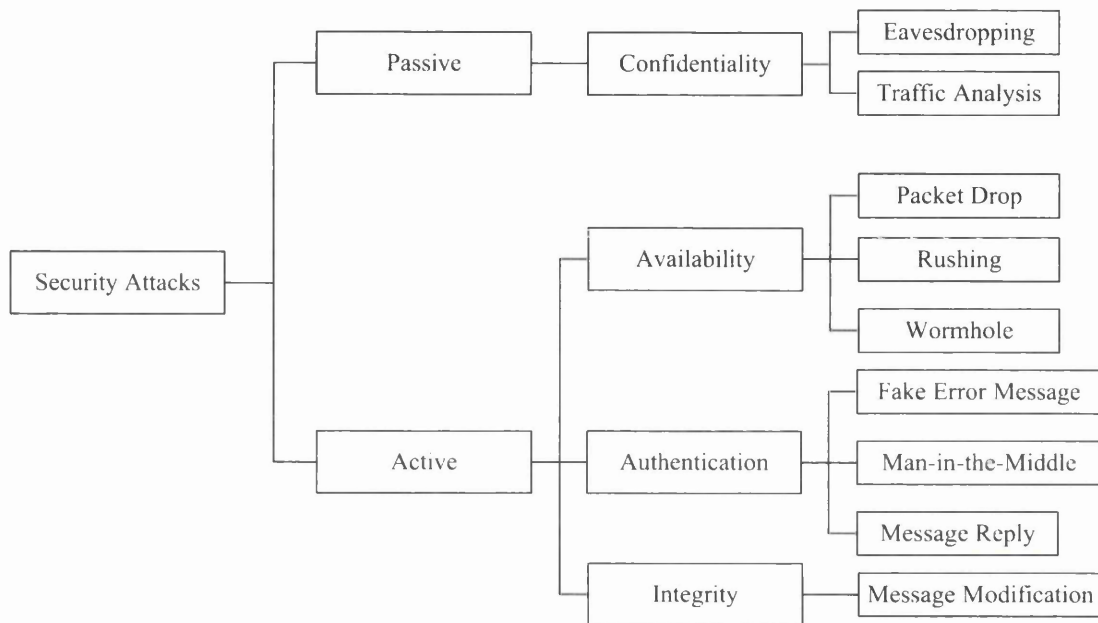 Eavesdropping
Passive
Confidentiality
Traffic Analysis
Packet Drop
Availability
Rushing
Security Attacks
Wormhole
Fake Error Message
Active
Authentication
Man-in-the-Middle
Message Reply
Integrity
Message Modification